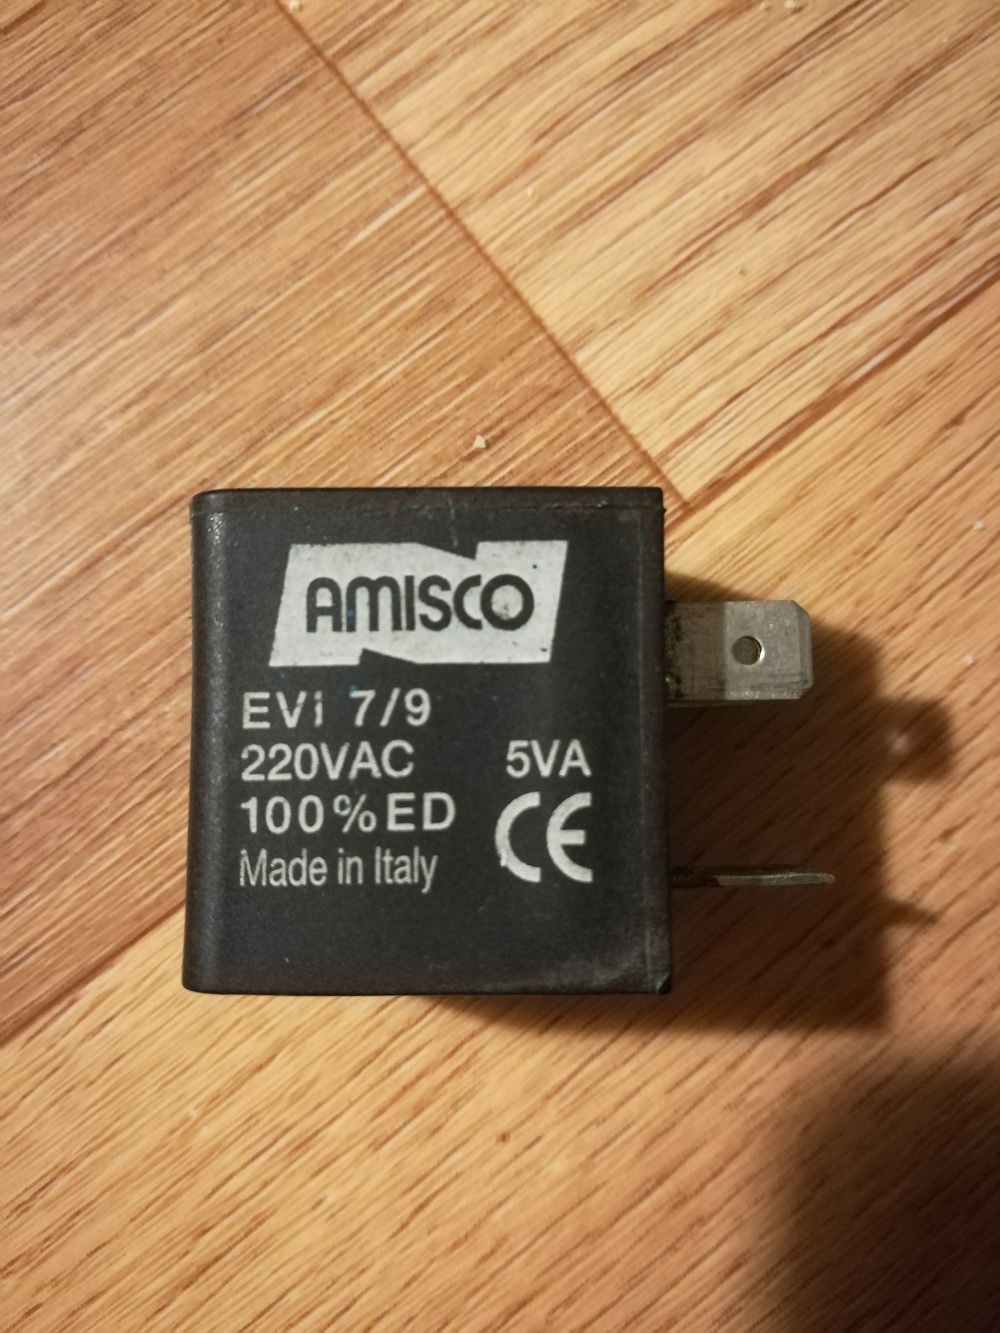 AMISCO
EVi 7/9
220VAC 5VA
100%ED
CE
Made in Italy